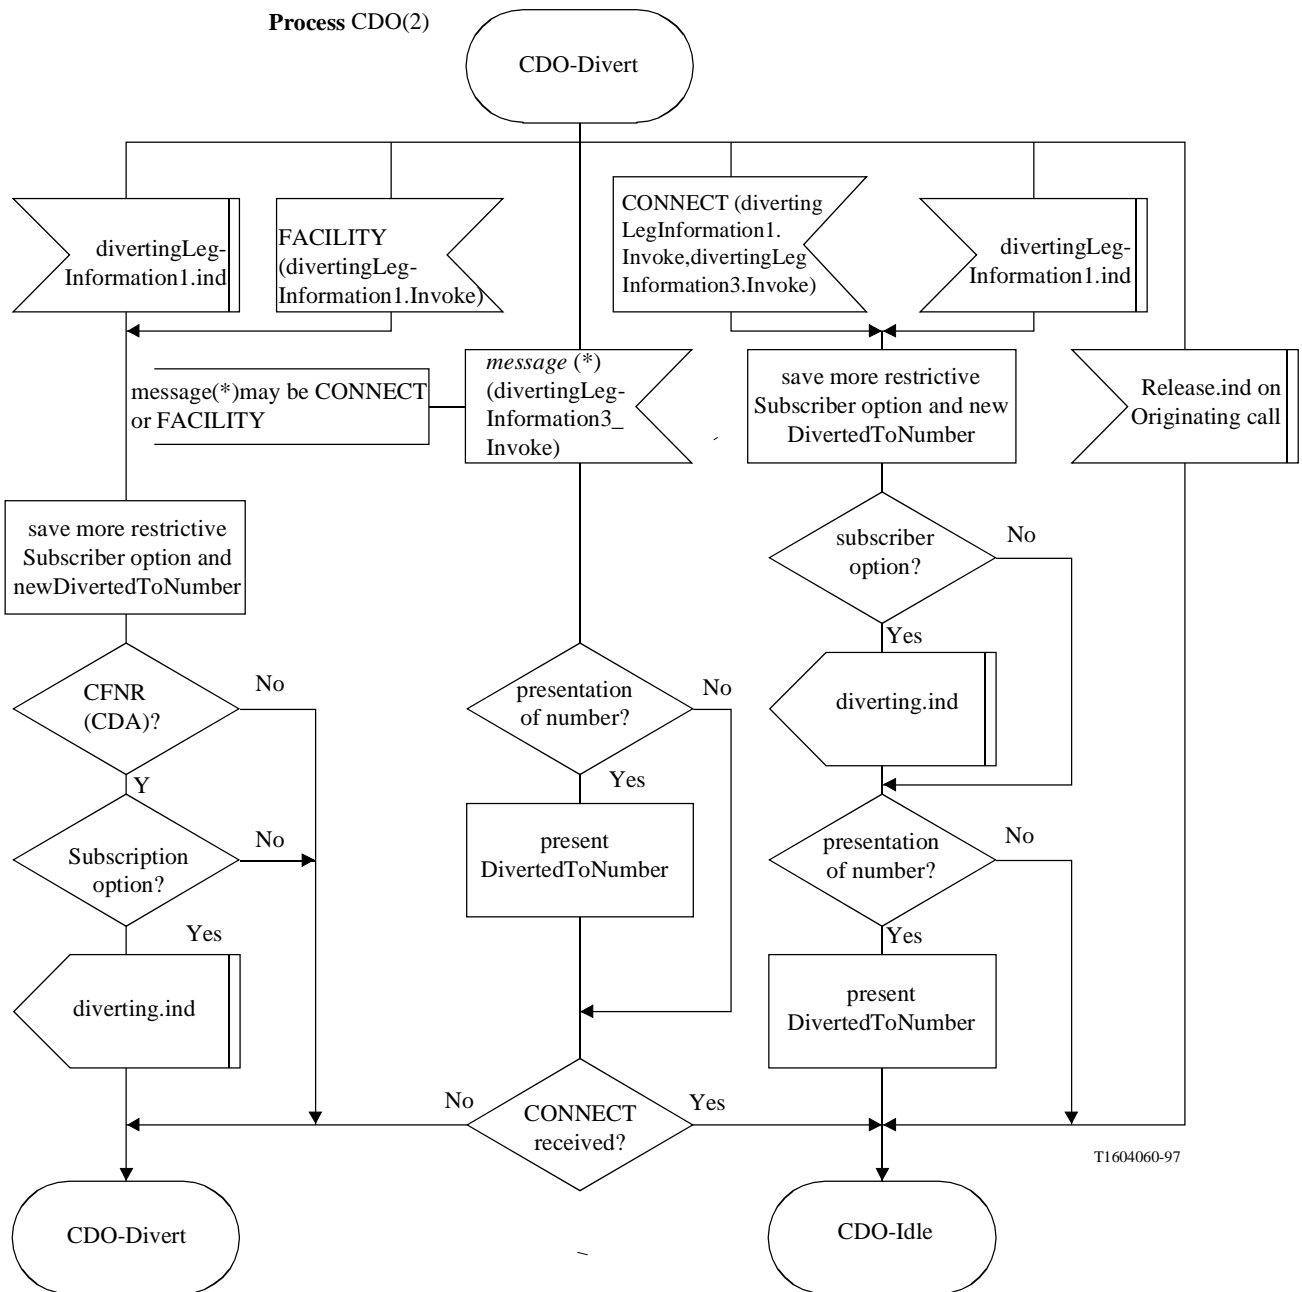 Process CDO(2)
CDO-Divert
divertingLeg-
Information1.ind
FACILITY
(divertingLeg-
Information1.Invoke)
CONNECT (diverting
LegInformation1.
Invoke,divertingLeg
Information3.Invoke)
divertingLeg-
Information1.ind
message(*)may be CONNECT
or FACILITY
message (*)
(divertingLeg-
Information3_
Invoke)
save more restrictive
Subscriber option and new
DivertedToNumber
Release.ind on
Originating call
save more restrictive
Subscriber option and
newDivertedToNumber
subscriber
option?
No
Yes
CFNR
(CDA)?
No
Y
presentation
of number?
No
Yes
diverting.ind
Subscription
option?
No
Yes
present
DivertedToNumber
presentation
of number?
No
Yes
diverting.ind
present
DivertedToNumber
No
CONNECT
received?
Yes
T1604060-97
CDO-Divert
CDO-Idle